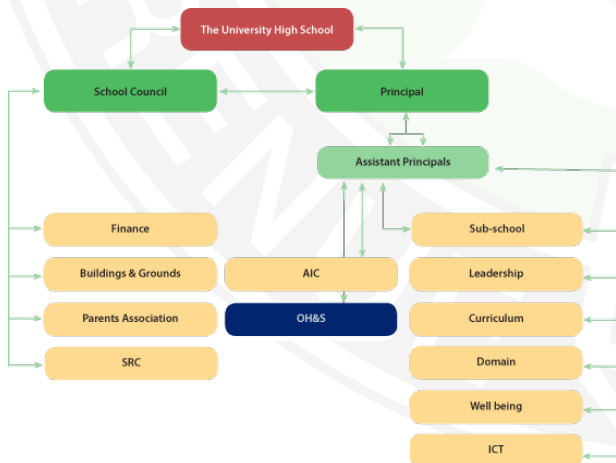 The University High School
School Council
Principal
Assistant Principals
Finance
Sub-school
Buildings & Grounds
AIC
Leadership
Parents Association
OH&S
Curriculum
SRC
Domain
Well being
ICT